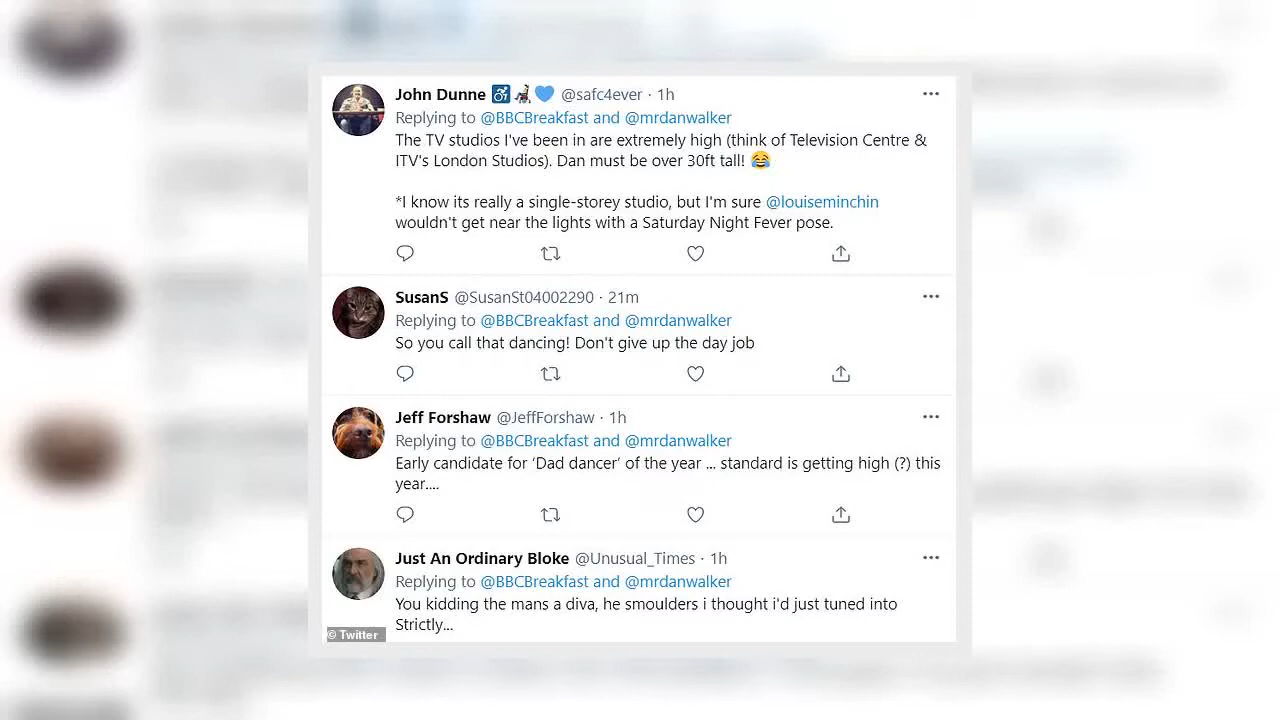 John Dunne ♿👨‍🦽💙 @safc4ever · 1h
Replying to @BBCBreakfast and @mrdanwalker
The TV studios I've been in are extremely high (think of Television Centre &
ITV's London Studios). Dan must be over 30ft tall! 😂
*I know its really a single-storey studio, but I'm sure @louiseminchin
wouldn't get near the lights with a Saturday Night Fever pose.
SusanS @SusanSt04002290 · 21m
Replying to @BBCBreakfast and @mrdanwalker
So you call that dancing! Don't give up the day job
Jeff Forshaw @JeffForshaw · 1h
Replying to @BBCBreakfast and @mrdanwalker
Early candidate for ‘Dad dancer’ of the year ... standard is getting high (?) this
year....
Just An Ordinary Bloke @Unusual_Times · 1h
Replying to @BBCBreakfast and @mrdanwalker
You kidding the mans a diva, he smoulders i thought i'd just tuned into
Strictly...
© Twitter